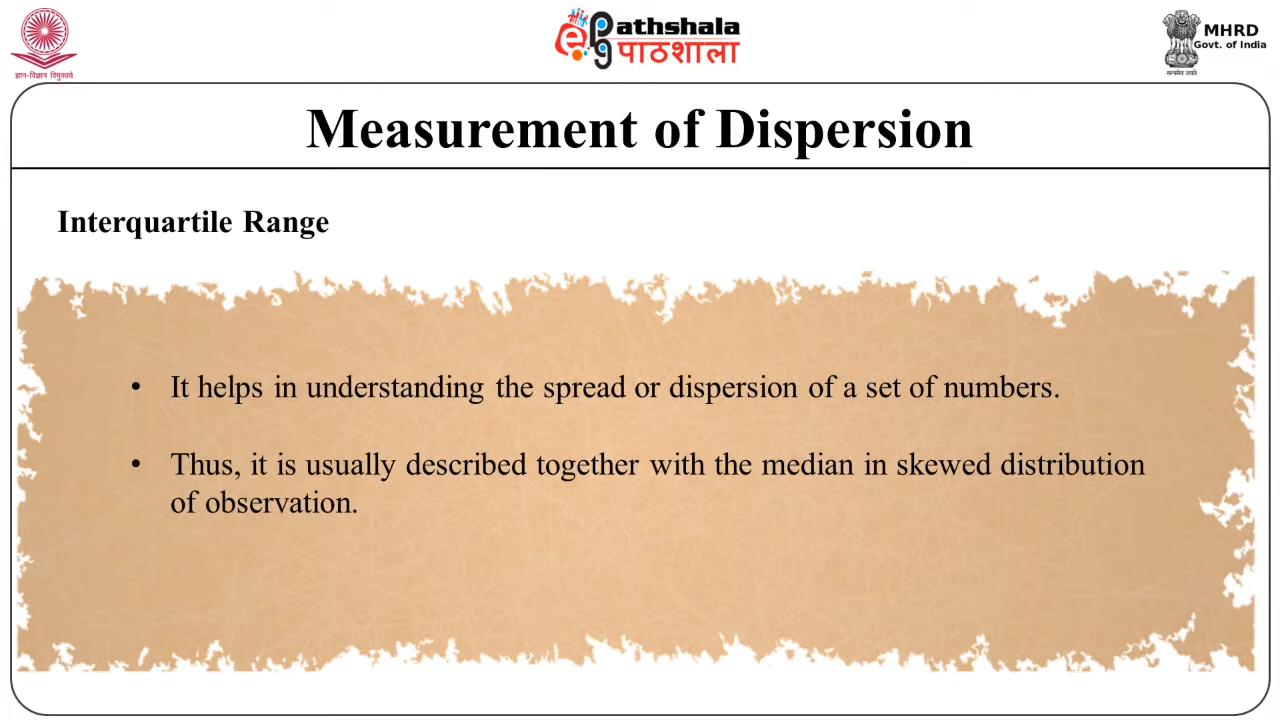 ज्ञान-विज्ञान विमुक्तये
ePG Pathshala
पाठशाला
MHRD
Govt. of India
सत्यमेव जयते
Measurement of Dispersion
Interquartile Range
• It helps in understanding the spread or dispersion of a set of numbers.
• Thus, it is usually described together with the median in skewed distribution
of observation.